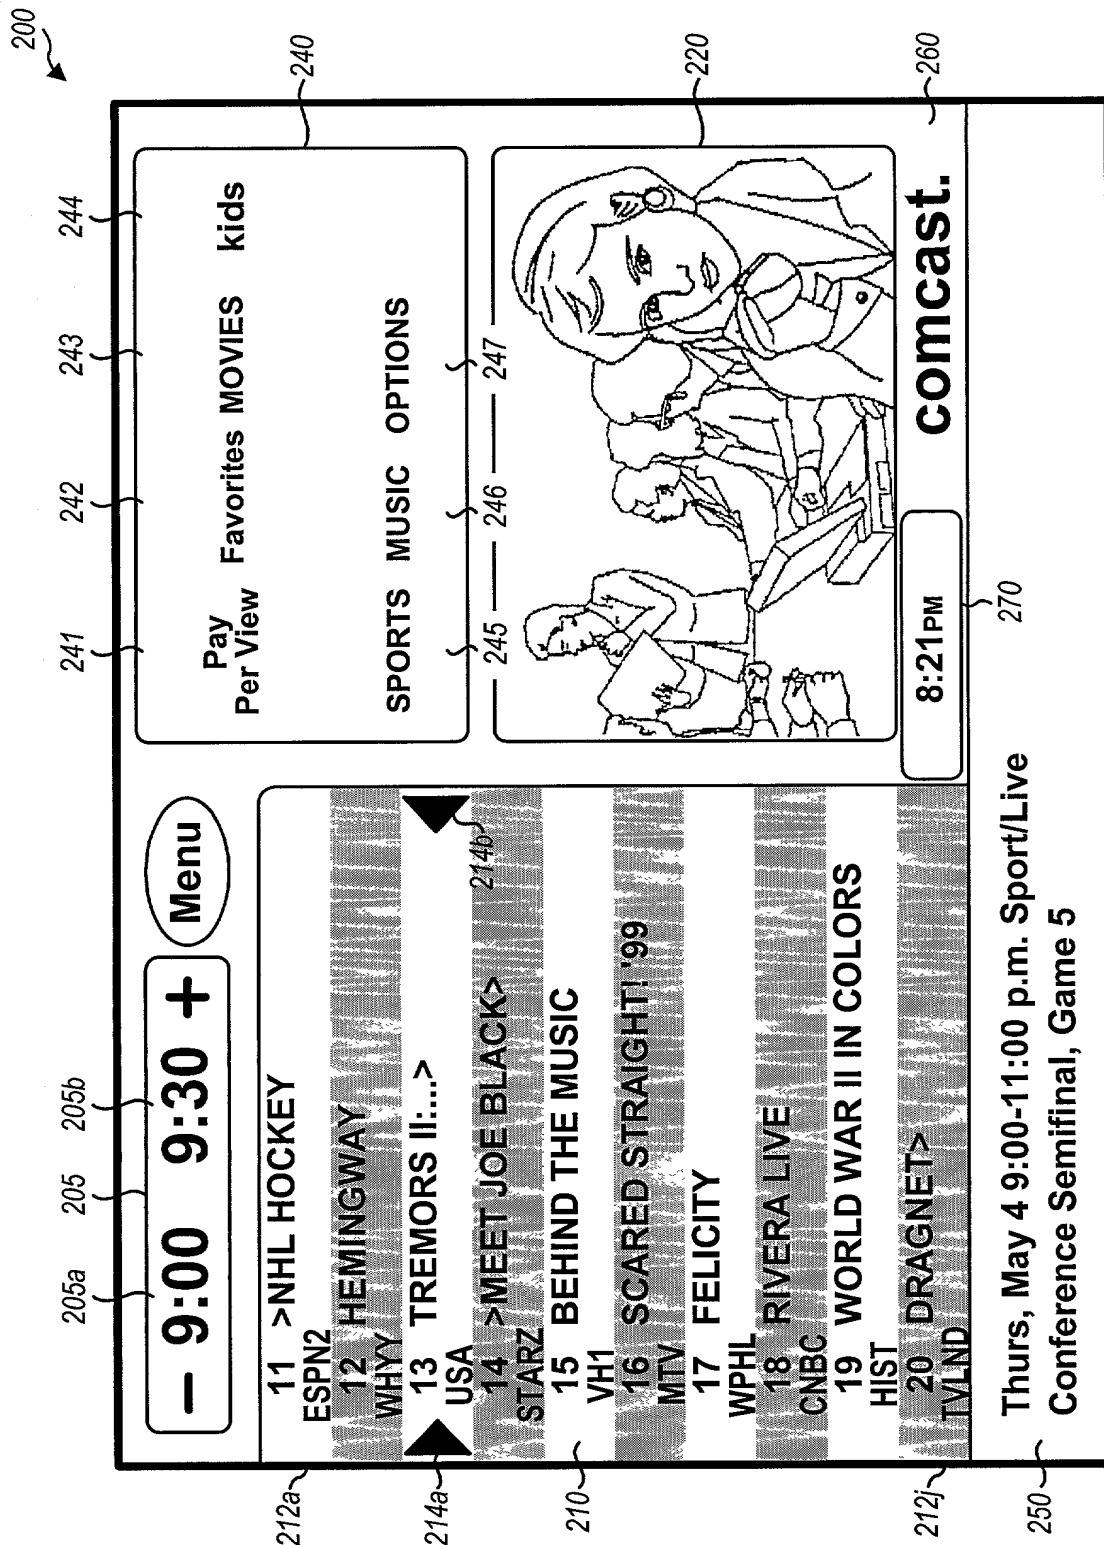 200
205a 205 205b
– 9:00 9:30 +
Menu
241 242 243 244
Pay
Per View Favorites MOVIES kids
SPORTS MUSIC OPTIONS
240
245 246 247
212a
11 >NHL HOCKEY
ESPN2
12 HEMINGWAY
WHYY
214a
13 TREMORS II:...>
USA
214b
14 >MEET JOE BLACK>
STARZ
210
15 BEHIND THE MUSIC
VH1
16 SCARED STRAIGHT! '99
MTV
17 FELICITY
WPHL
18 RIVERA LIVE
CNBC
19 WORLD WAR II IN COLORS
HIST
20 DRAGNET>
TVLND
212j
220
8:21PM
comcast.
260
270
250
Thurs, May 4 9:00-11:00 p.m. Sport/Live
Conference Semifinal, Game 5